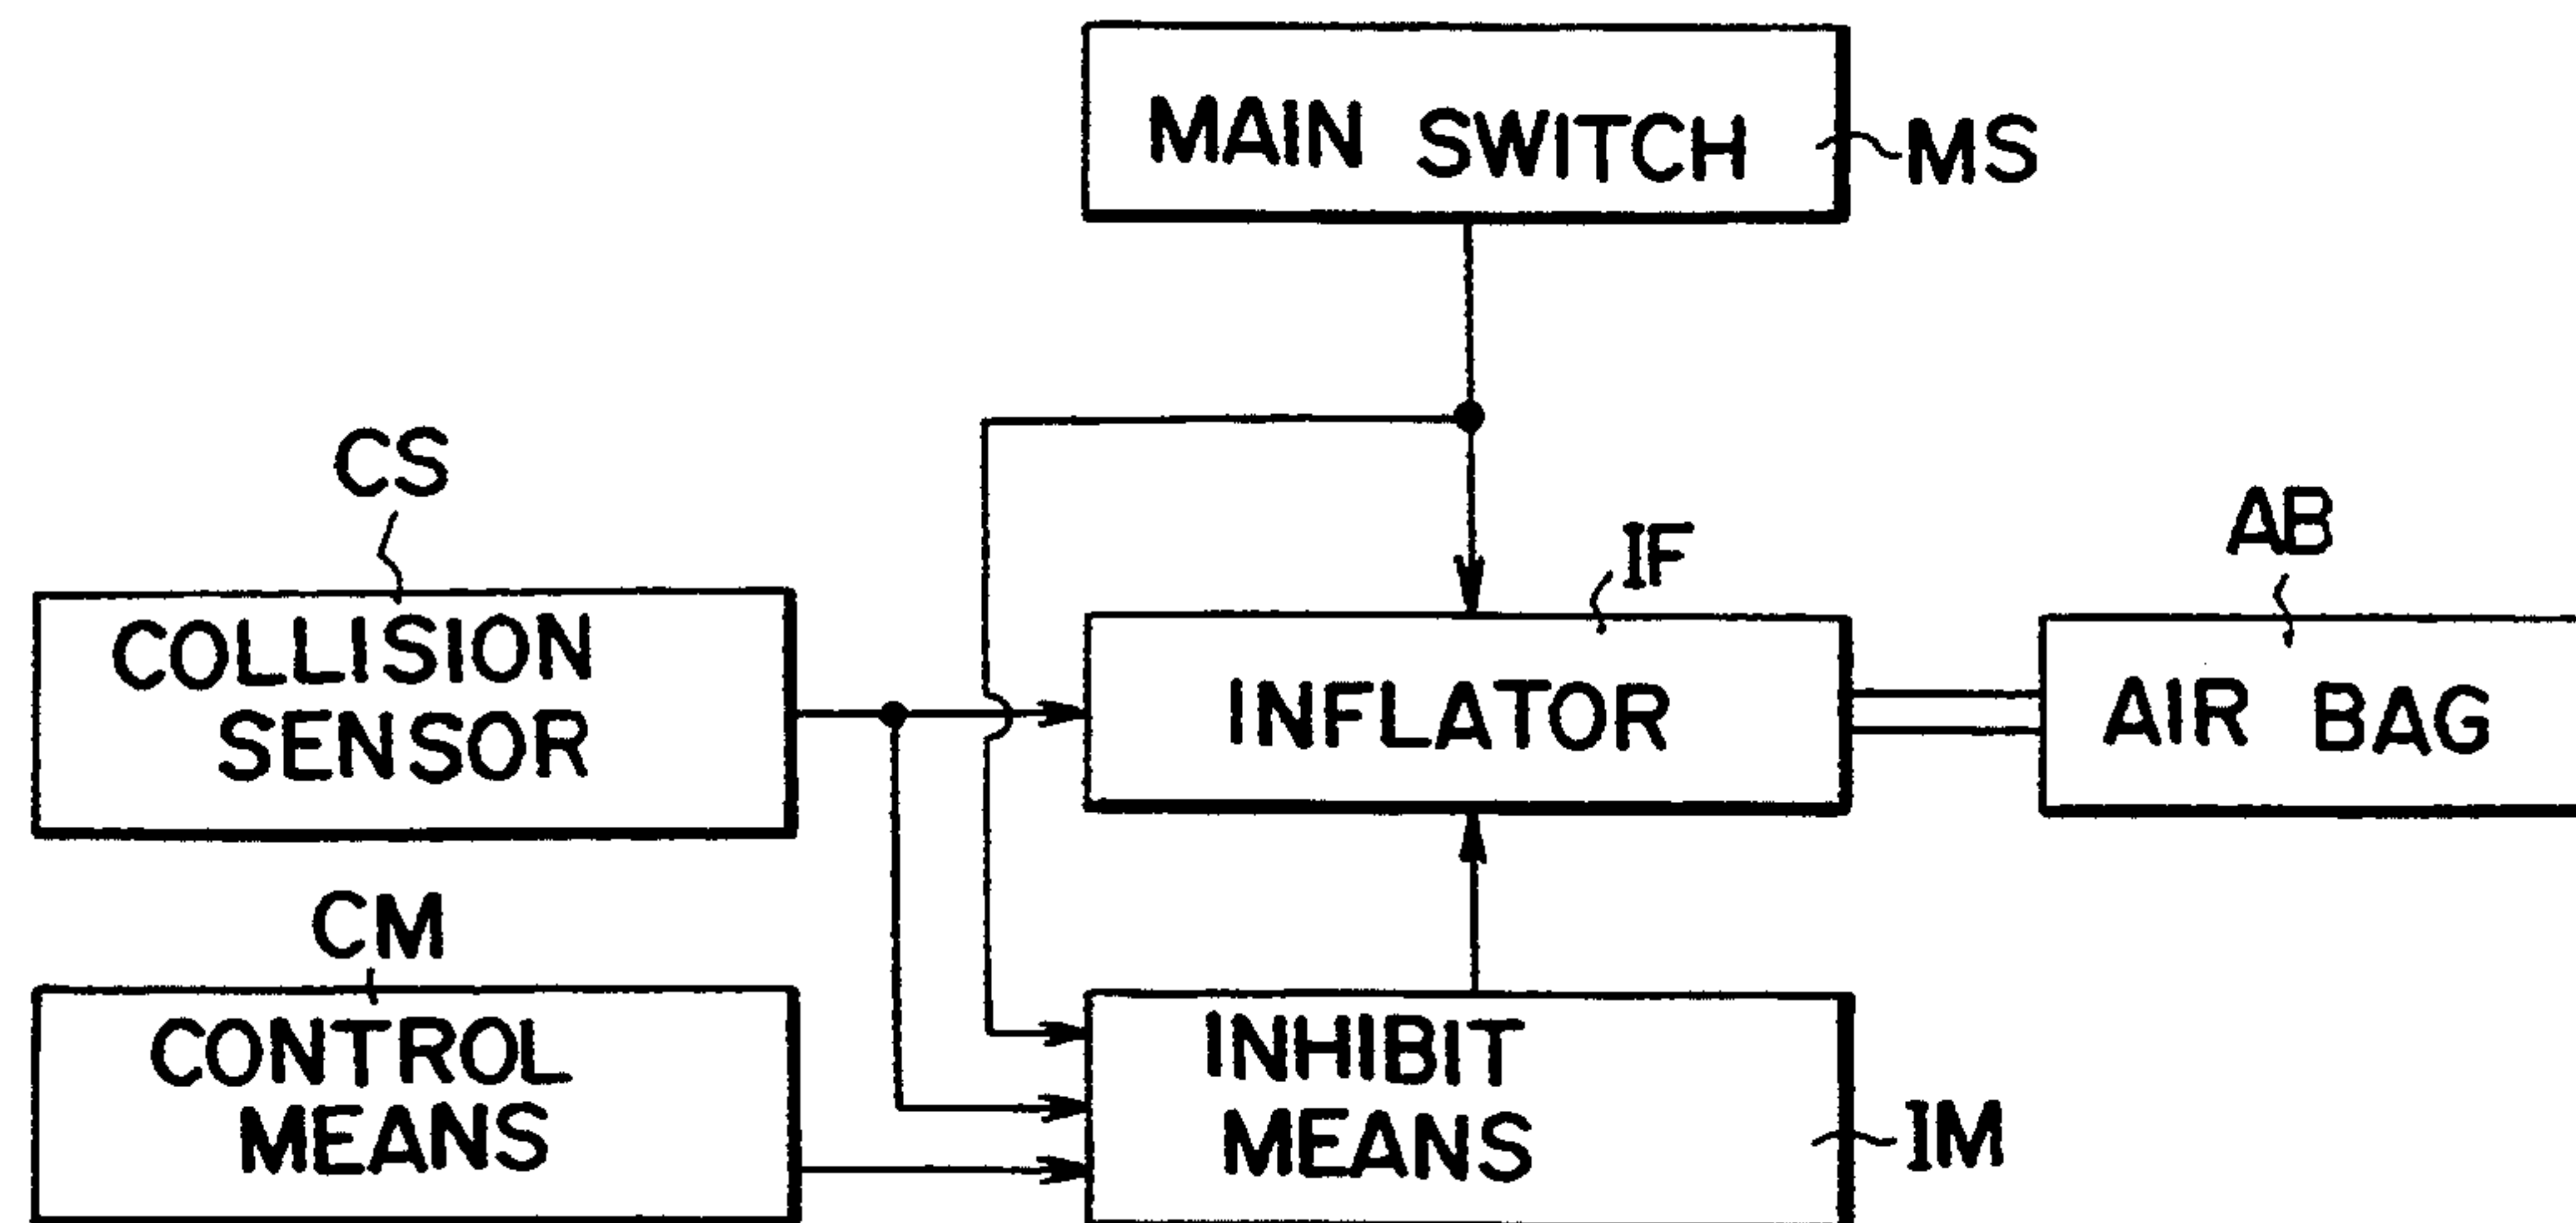 MAIN SWITCH
MS
CS
COLLISION
SENSOR
IF
INFLATOR
AB
AIR BAG
CM
CONTROL
MEANS
INHIBIT
MEANS
IM